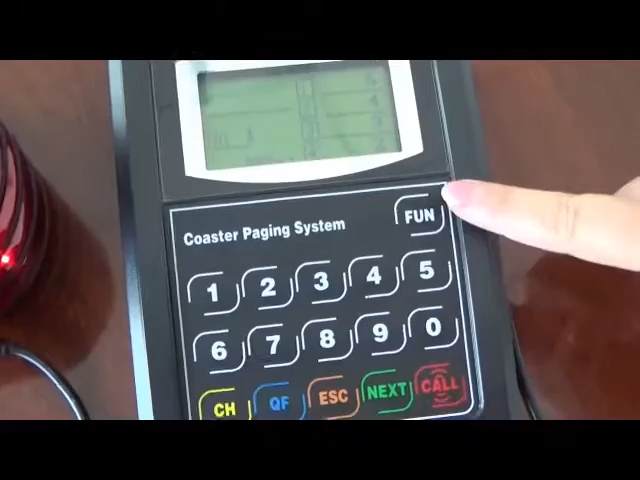 Coaster Paging System
FUN
1 2 3 4 5
6 7 8 9 0
CH QF ESC NEXT CALL